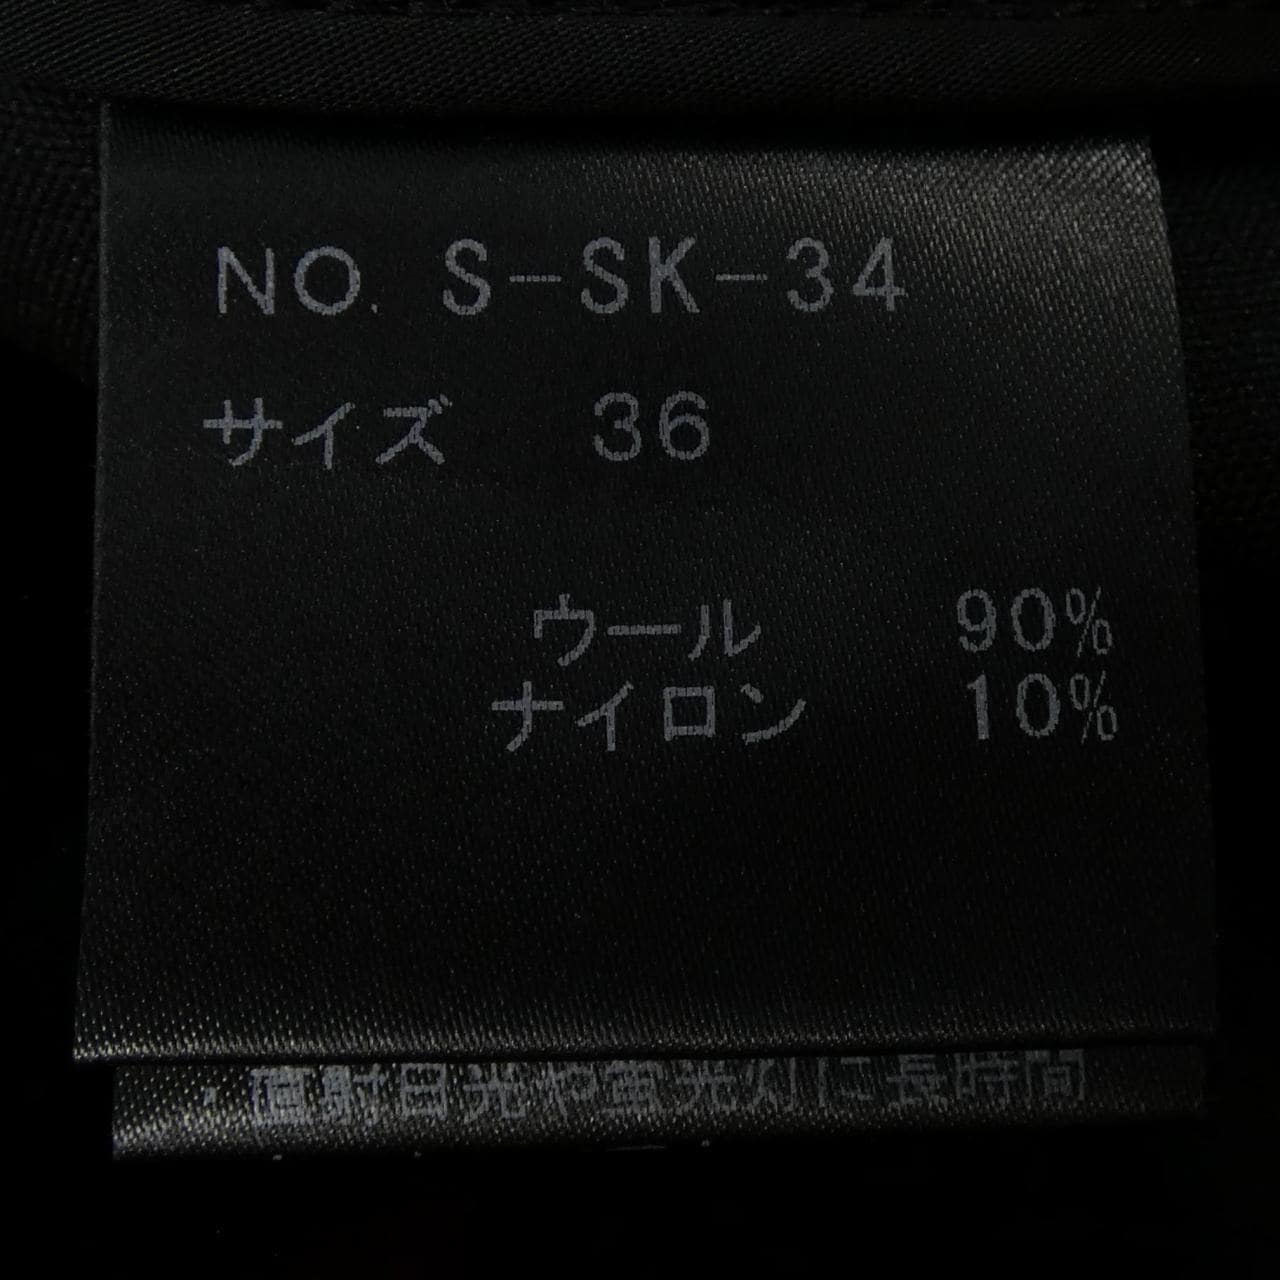 NO. S-SK-34
サイズ 36
ウール 90%
ナイロン 10%
・直射日光や蛍光灯に長時間